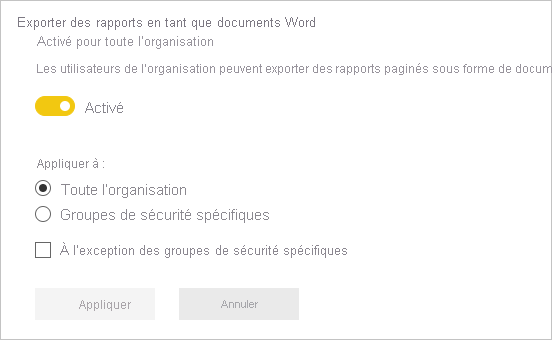 Exporter des rapports en tant que documents Word
Activé pour toute l'organisation
Les utilisateurs de l'organisation peuvent exporter des rapports paginés sous forme de docum
Activé
Appliquer à :
Toute l'organisation
Groupes de sécurité spécifiques
À l'exception des groupes de sécurité spécifiques
Appliquer
Annuler